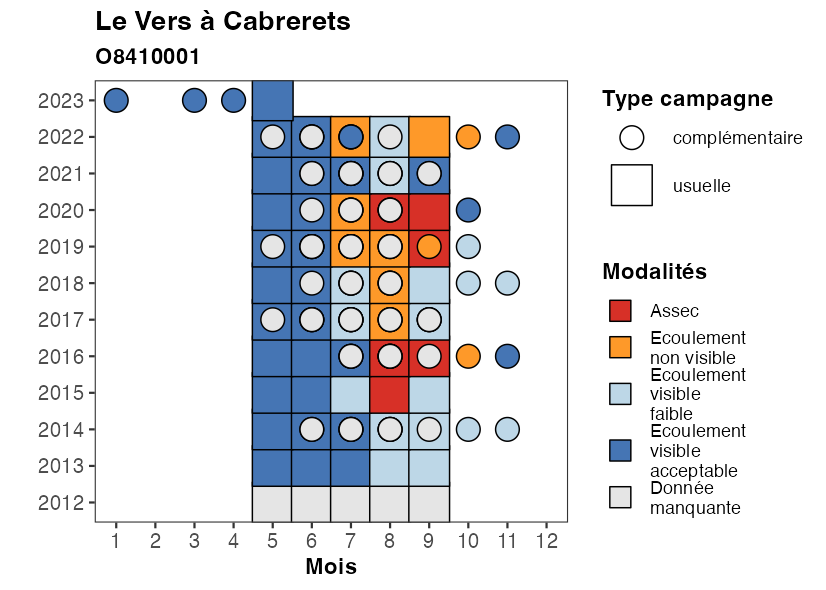 Le Vers à Cabrerets
O8410001
2023
2022
2021
2020
2019
2018
2017
2016
2015
2014
2013
2012
1 2 3 4 5 6 7 8 9 10 11 12
Mois
Type campagne
complémentaire
usuelle
Modalités
Assec
Ecoulement
non visible
Ecoulement
visible
faible
Ecoulement
visible
acceptable
Donnée
manquante